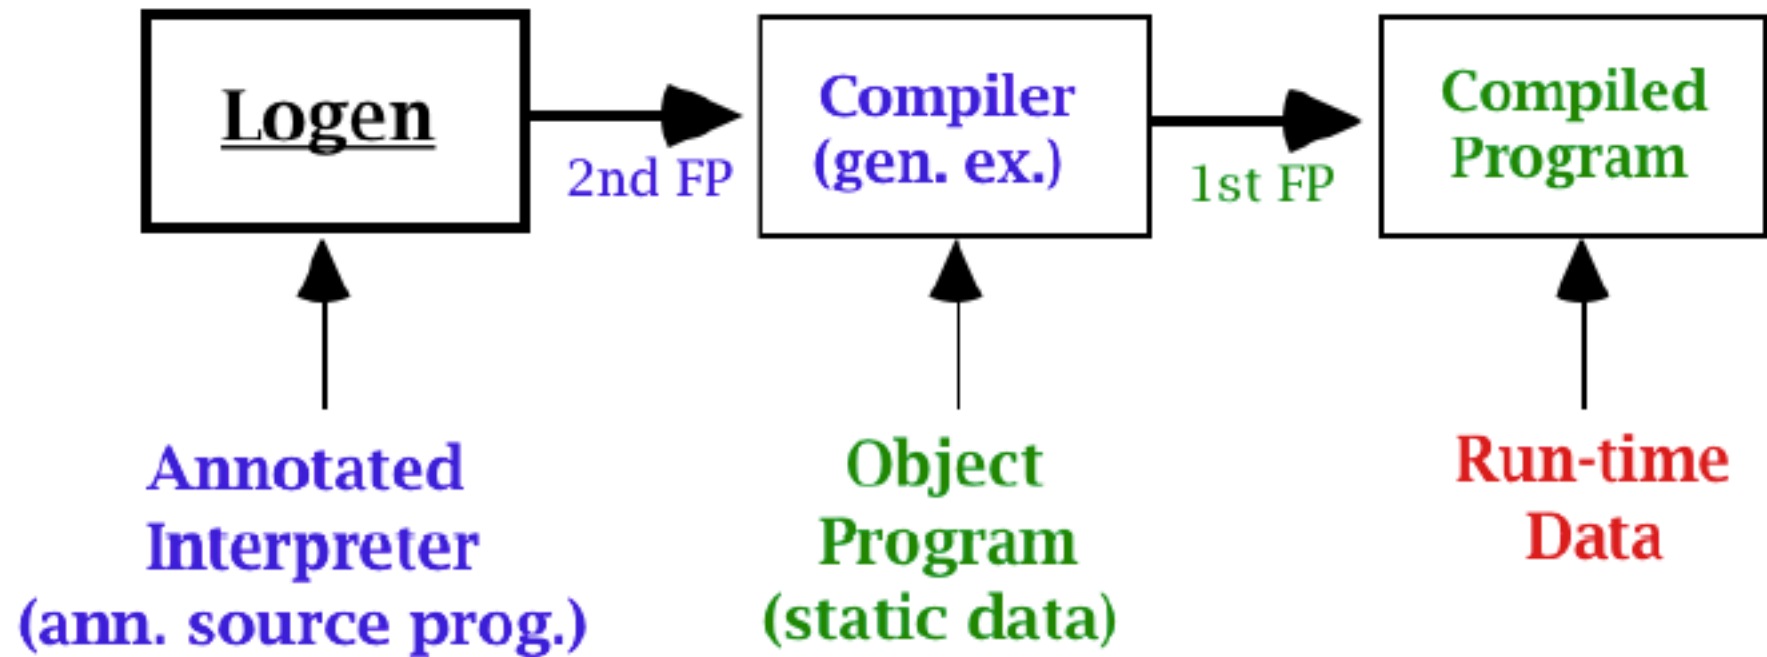 Logen
2nd FP
Compiler
(gen. ex.)
1st FP
Compiled
Program
Annotated
Interpreter
(ann. source prog.)
Object
Program
(static data)
Run-time
Data